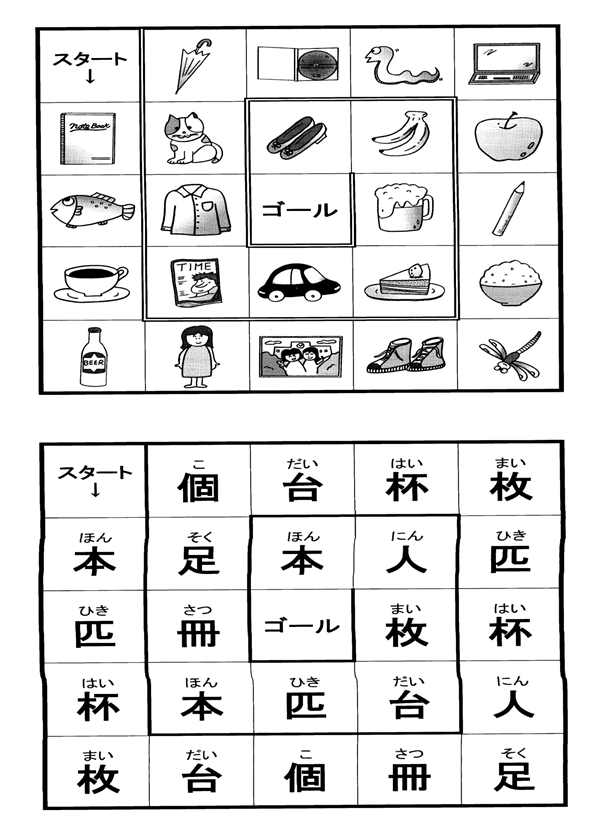 スタート
↓
Note Book
ゴール
TIME
BEER
スタート
↓
こ だい はい まい
個 台 杯 枚
ほん そく ほん にん ひき
本 足 本 人 匹
ひき さつ まい はい
匹 冊 ゴール 枚 杯
はい ほん ひき だい にん
杯 本 匹 台 人
まい だい こ さつ そく
枚 台 個 冊 足